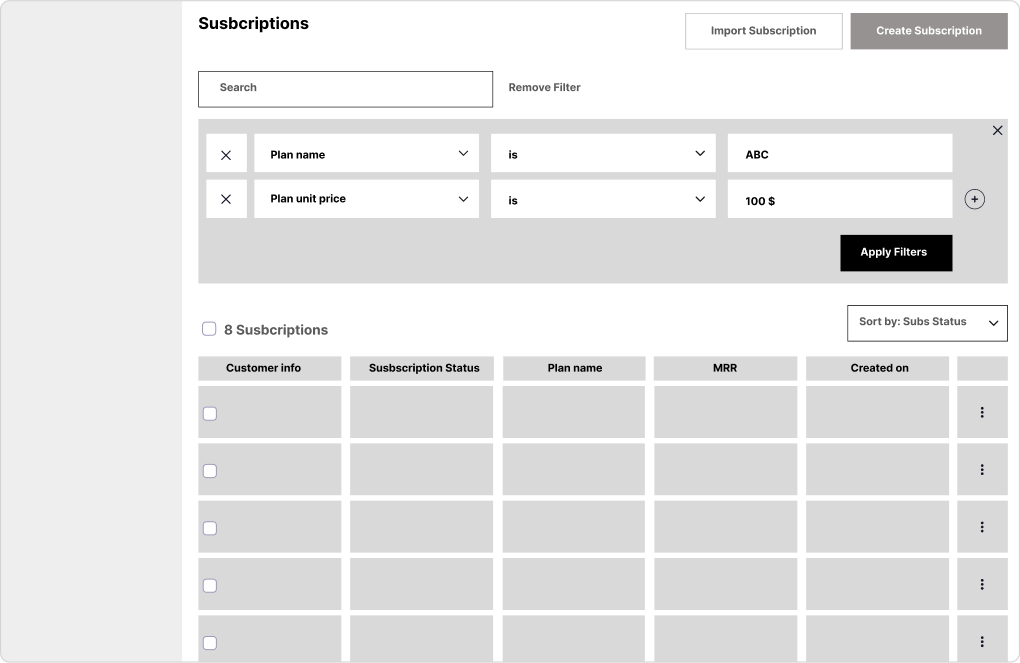 Susbcriptions
Import Subscription
Create Subscription
Search
Remove Filter
Plan name
is
ABC
Plan unit price
is
100 $
Apply Filters
8 Susbcriptions
Sort by: Subs Status
Customer info
Susbscription Status
Plan name
MRR
Created on